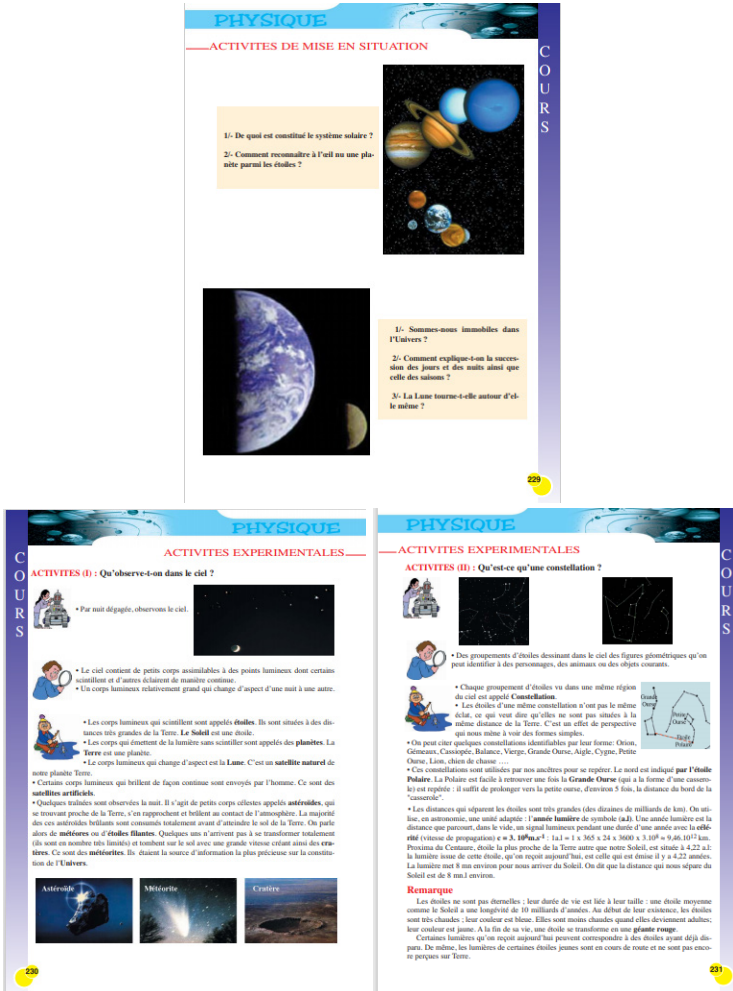 PHYSIQUE
ACTIVITES DE MISE EN SITUATION
COURS
1/- De quoi est constitué le système solaire ?
2/- Comment reconnaître à l'œil nu une pla-
nète parmi les étoiles ?
1/- Sommes-nous immobiles dans
l'Univers ?
2/- Comment explique-t-on la succes-
sion des jours et des nuits ainsi que
celle des saisons ?
3/- La Lune tourne-t-elle autour d'el-
le même ?
229
PHYSIQUE
ACTIVITES EXPERIMENTALES
COURS
ACTIVITES (I) : Qu'observe-t-on dans le ciel ?
• Par nuit dégagée, observons le ciel.
• Le ciel contient de petits corps assimilables à des points lumineux dont certains
scintillent et d'autres éclairent de manière continue.
• Un corps lumineux relativement grand qui change d'aspect d'une nuit à une autre.
• Les corps lumineux qui scintillent sont appelés étoiles. Ils sont situées à des dis-
tances très grandes de la Terre. Le Soleil est une étoile.
• Les corps qui émettent de la lumière sans scintiller sont appelés des planètes. La
Terre est une planète.
• Le corps lumineux qui change d'aspect est la Lune. C'est un satellite naturel de
notre planète Terre.
• Certains corps lumineux qui brillent de façon continue sont envoyés par l'homme. Ce sont des
satellites artificiels.
• Quelques traînées sont observées la nuit. Il s'agit de petits corps célestes appelés astéroïdes, qui
se trouvant proche de la Terre, s'en rapprochent et brûlent au contact de l'atmosphère. La majorité
des ces astéroïdes brûlants sont consumés totalement avant d'atteindre le sol de la Terre. On parle
alors de météores ou d'étoiles filantes. Quelques uns n'arrivent pas à se transformer totalement
(ils sont en nombre très limités) et tombent sur le sol avec une grande vitesse créant ainsi des cra-
tères. Ce sont des météorites. Ils étaient la source d'information la plus précieuse sur la constitu-
tion de l'Univers.
Astéroïde
Météorite
Cratère
230
PHYSIQUE
ACTIVITES EXPERIMENTALES
COURS
ACTIVITES (II) : Qu'est-ce qu'une constellation ?
• Des groupements d'étoiles dessinant dans le ciel des figures géométriques qu'on
peut identifier à des personnages, des animaux ou des objets courants.
• Chaque groupement d'étoiles vu dans une même région
du ciel est appelé Constellation.
• Les étoiles d'une même constellation n'ont pas le même
éclat, ce qui veut dire qu'elles ne sont pas situées à la
même distance de la Terre. C'est un effet de perspective
qui nous mène à voir des formes simples.
Grande
Ourse
Petite
Ourse
Étoile
Polaire
• On peut citer quelques constellations identifiables par leur forme: Orion,
Gémeaux, Cassiopée, Balance, Vierge, Grande Ourse, Aigle, Cygne, Petite
Ourse, Lion, chien de chasse ….
• Ces constellations sont utilisées par nos ancêtres pour se repérer. Le nord est indiqué par l'étoile
Polaire. La Polaire est facile à retrouver une fois la Grande Ourse (qui a la forme d'une cassero-
le) est repérée : il suffit de prolonger vers la petite ourse, d'environ 5 fois, la distance du bord de la
"casserole".
• Les distances qui séparent les étoiles sont très grandes (des dizaines de milliards de km). On uti-
lise, en astronomie, une unité adaptée : l'année lumière de symbole (a.l). Une année lumière est la
distance que parcourt, dans le vide, un signal lumineux pendant une durée d'une année avec la célé-
rité (vitesse de propagation) c = 3. 10⁸m.s⁻¹ : 1a.l = 1 x 365 x 24 x 3600 x 3.10⁸ = 9,46.10¹² km.
Proxima du Centaure, étoile la plus proche de la Terre autre que notre Soleil, est située à 4,22 a.l:
la lumière issue de cette étoile, qu'on reçoit aujourd'hui, est celle qui est émise il y a 4,22 années.
La lumière met 8 mn environ pour nous arriver du Soleil. On dit que la distance qui nous sépare du
Soleil est de 8 mn.l environ.
Remarque
Les étoiles ne sont pas éternelles ; leur durée de vie est liée à leur taille : une étoile moyenne
comme le Soleil a une longévité de 10 milliards d'années. Au début de leur existence, les étoiles
sont très chaudes ; leur couleur est bleue. Elles sont moins chaudes quand elles deviennent adultes;
leur couleur est jaune. A la fin de sa vie, une étoile se transforme en une géante rouge.
Certaines lumières qu'on reçoit aujourd'hui peuvent correspondre à des étoiles ayant déjà dis-
paru. De même, les lumières de certaines étoiles jeunes sont en cours de route et ne sont pas enco-
re perçues sur Terre.
231